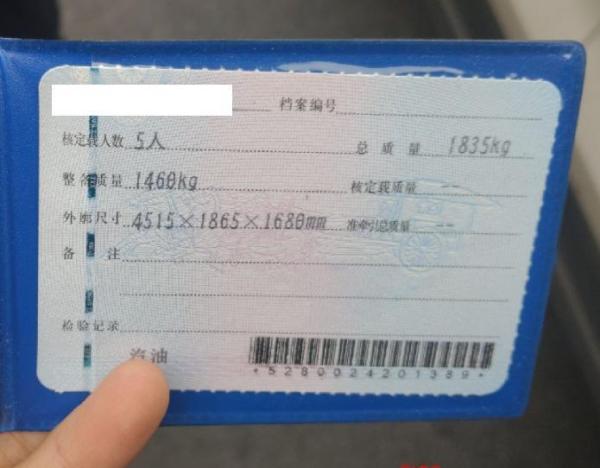 档案编号
核定载人数 5人 总质量 1835kg
整备质量 1460kg 核定载质量 --
外廓尺寸 4515×1865×1680mm 准牵引总质量 --
备注
检验记录
汽油
*5280024201389*